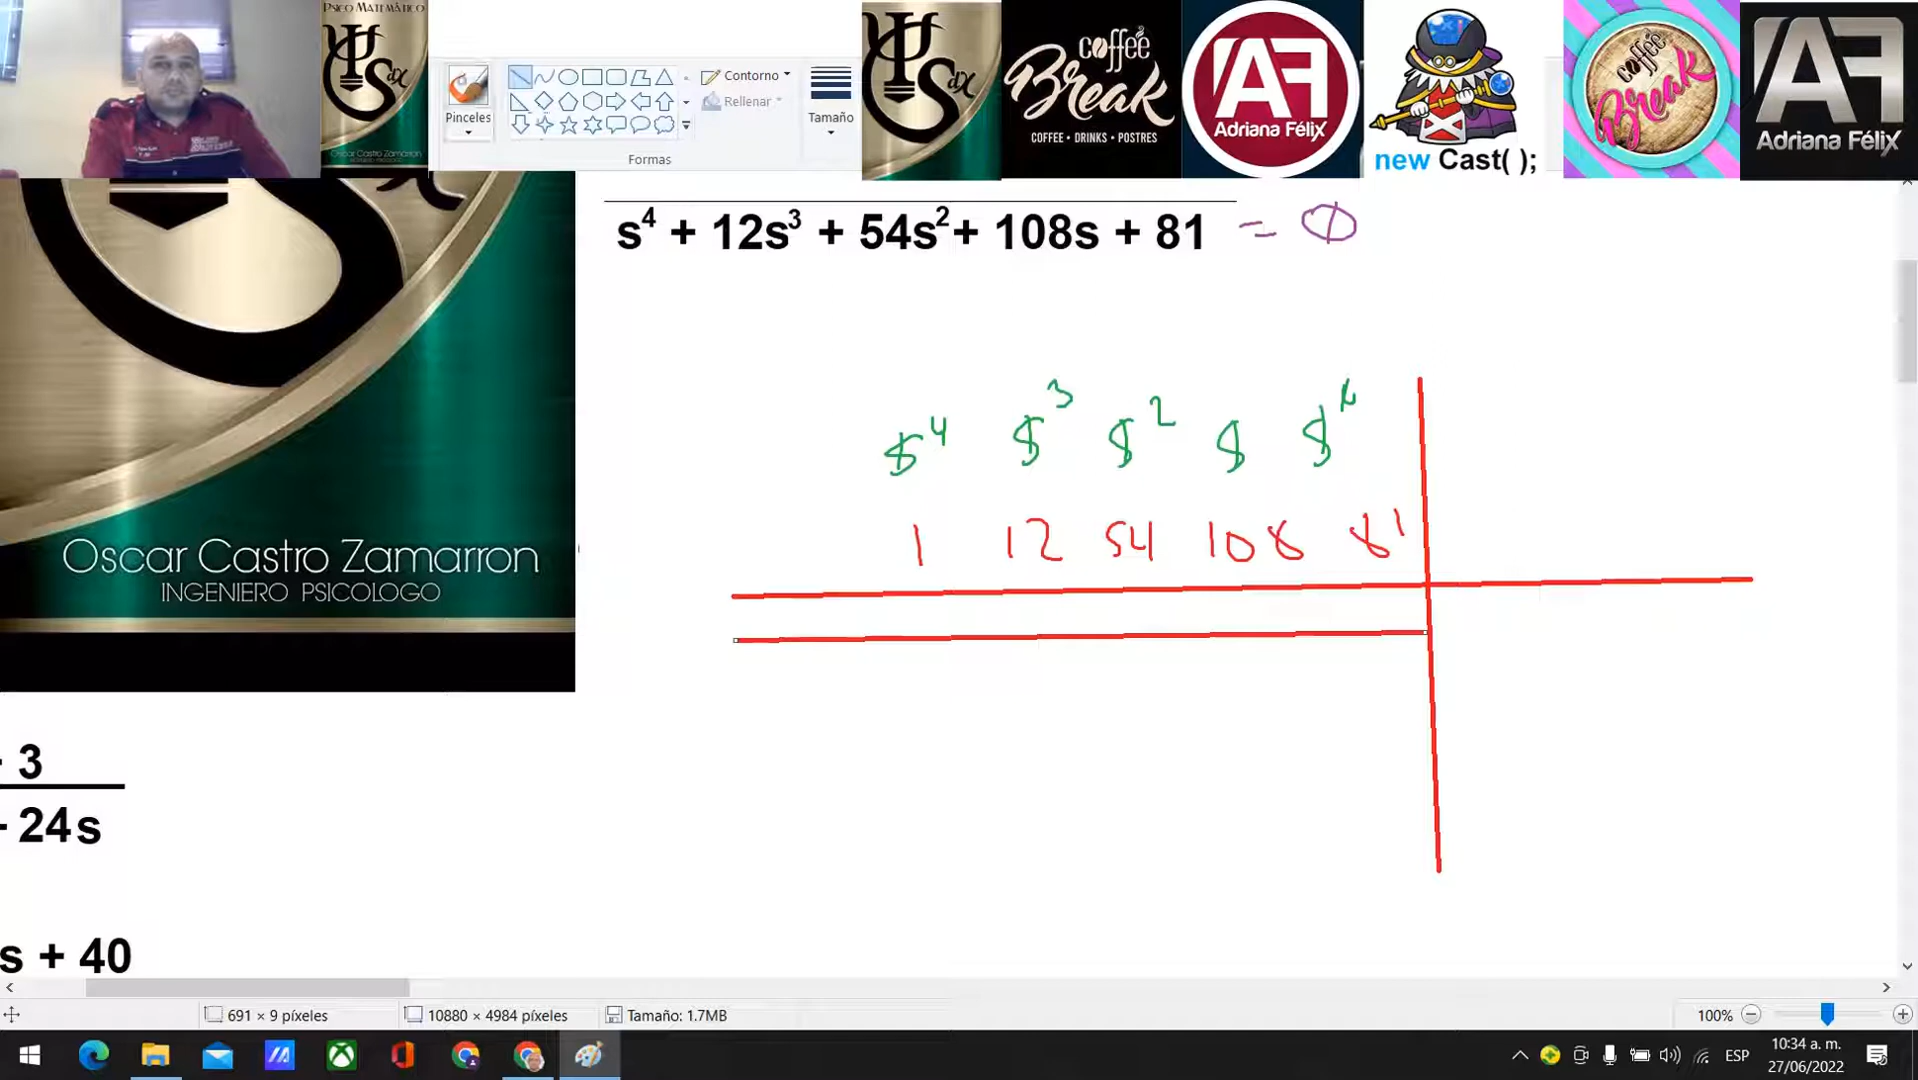 PSICO MATEMÁTICO
Oscar Castro Zamarron
Pinceles
Contorno
Rellenar
Tamaño
Formas
coffee
Break
COFFEE • DRINKS • POSTRES
AF
Adriana Félix
new Cast( );
coffee
Break
AF
Adriana Félix
s⁴ + 12s³ + 54s² + 108s + 81 = 0
s⁴ s³ s² s
1 12 54 108 81
Oscar Castro Zamarron
INGENIERO PSICOLOGO
3
24s
s + 40
691 × 9 píxeles
10880 × 4984 píxeles
Tamaño: 1.7MB
100%
ESP
10:34 a. m.
27/06/2022